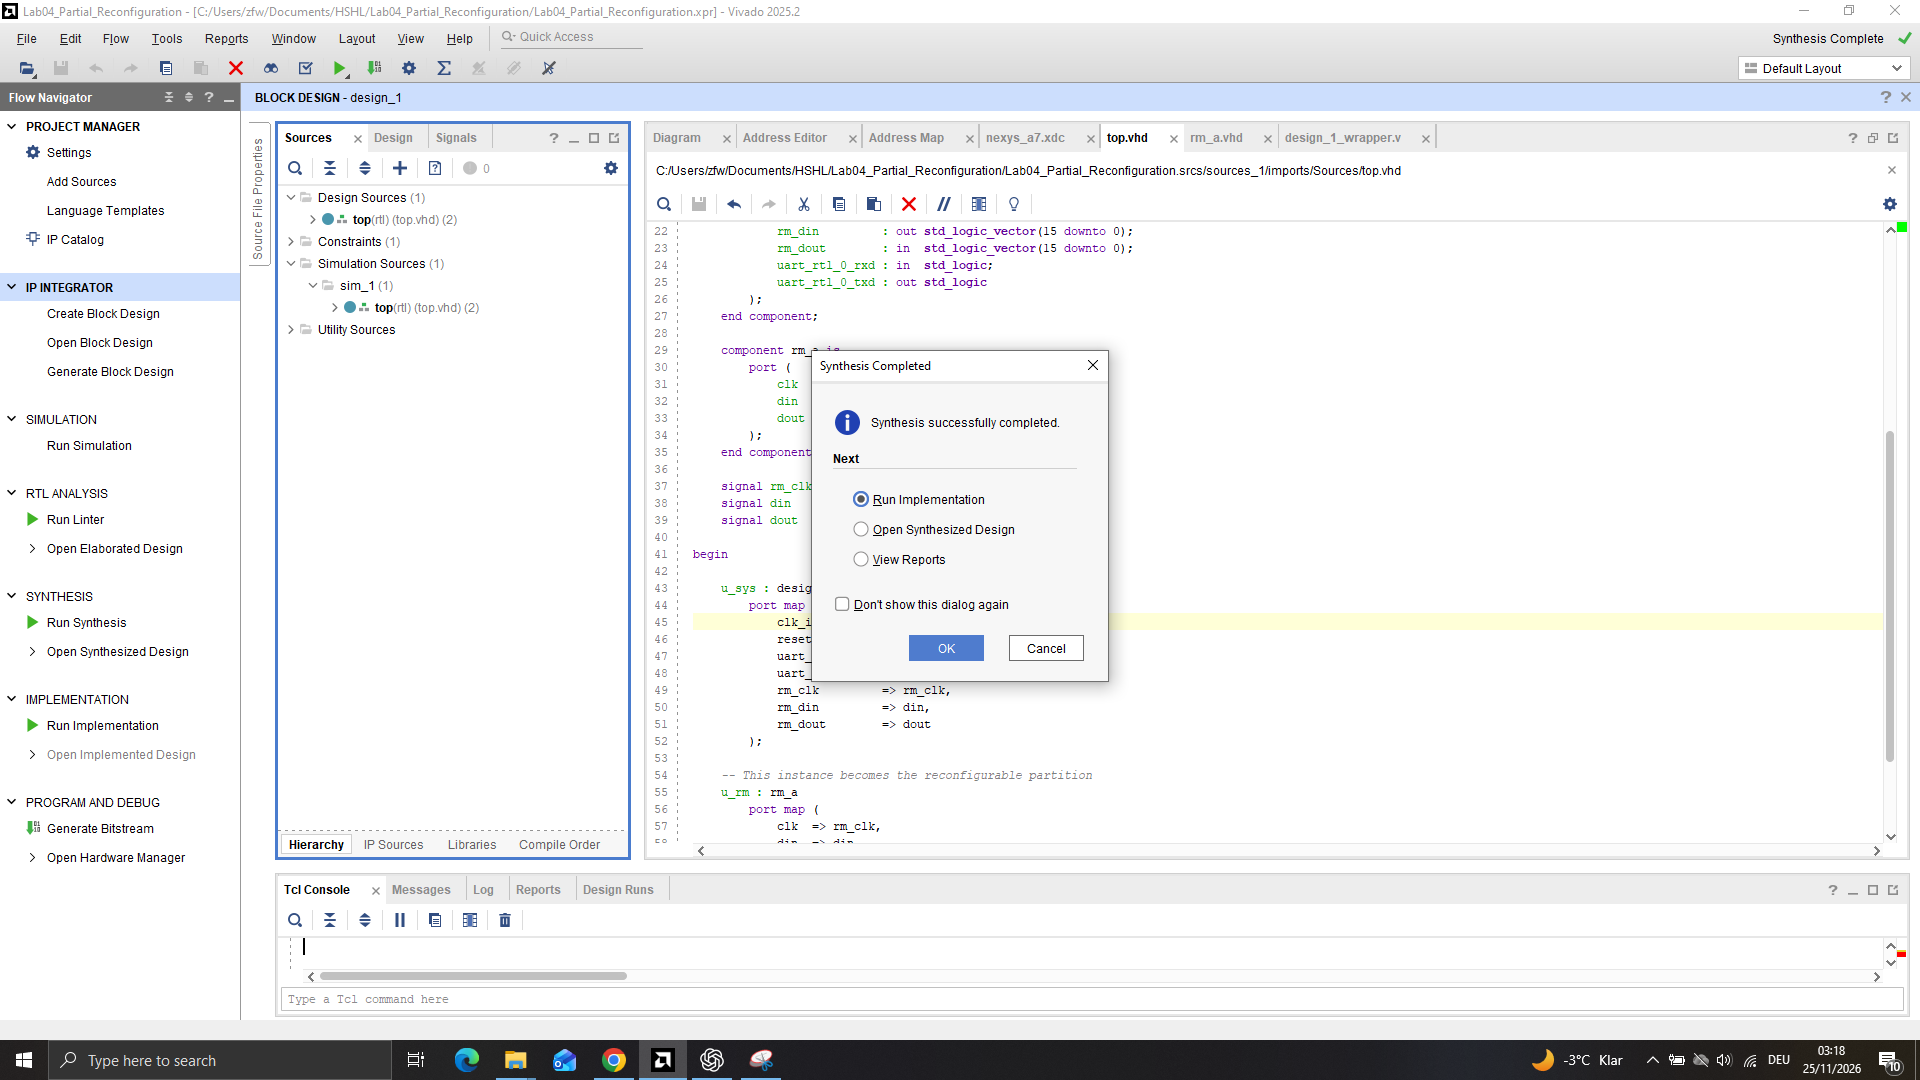 Lab04_Partial_Reconfiguration - [C:/Users/zfw/Documents/HSHL/Lab04_Partial_Reconfiguration/Lab04_Partial_Reconfiguration.xpr] - Vivado 2025.2
File Edit Flow Tools Reports Window Layout View Help Quick Access
Synthesis Complete
Default Layout
Flow Navigator
PROJECT MANAGER
Settings
Add Sources
Language Templates
IP Catalog
IP INTEGRATOR
Create Block Design
Open Block Design
Generate Block Design
SIMULATION
Run Simulation
RTL ANALYSIS
Run Linter
Open Elaborated Design
SYNTHESIS
Run Synthesis
Open Synthesized Design
IMPLEMENTATION
Run Implementation
Open Implemented Design
PROGRAM AND DEBUG
Generate Bitstream
Open Hardware Manager
BLOCK DESIGN - design_1
Source File Properties
Sources Design Signals
0
Design Sources (1)
top(rtl) (top.vhd) (2)
Constraints (1)
Simulation Sources (1)
sim_1 (1)
top(rtl) (top.vhd) (2)
Utility Sources
Hierarchy IP Sources Libraries Compile Order
Diagram Address Editor Address Map nexys_a7.xdc top.vhd rm_a.vhd design_1_wrapper.v
C:/Users/zfw/Documents/HSHL/Lab04_Partial_Reconfiguration/Lab04_Partial_Reconfiguration.srcs/sources_1/imports/Sources/top.vhd
22 rm_din : out std_logic_vector(15 downto 0);
23 rm_dout : in std_logic_vector(15 downto 0);
24 uart_rtl_0_rxd : in std_logic;
25 uart_rtl_0_txd : out std_logic
26 );
27 end component;
28
29 component rm_a is
30 port (
31 clk
32 din
33 dout
34 );
35 end component
36
37 signal rm_clk
38 signal din
39 signal dout
40
41 begin
42
43 u_sys : desig
44 port map
45 clk_i
46 reset
47 uart_
48 uart_
49 rm_clk => rm_clk,
50 rm_din => din,
51 rm_dout => dout
52 );
53
54 -- This instance becomes the reconfigurable partition
55 u_rm : rm_a
56 port map (
57 clk => rm_clk,
58 din => din
Synthesis Completed
Synthesis successfully completed.
Next
Run Implementation
Open Synthesized Design
View Reports
Don't show this dialog again
OK Cancel
Tcl Console Messages Log Reports Design Runs
Type a Tcl command here
Type here to search
-3°C Klar
DEU
03:18
25/11/2026
10